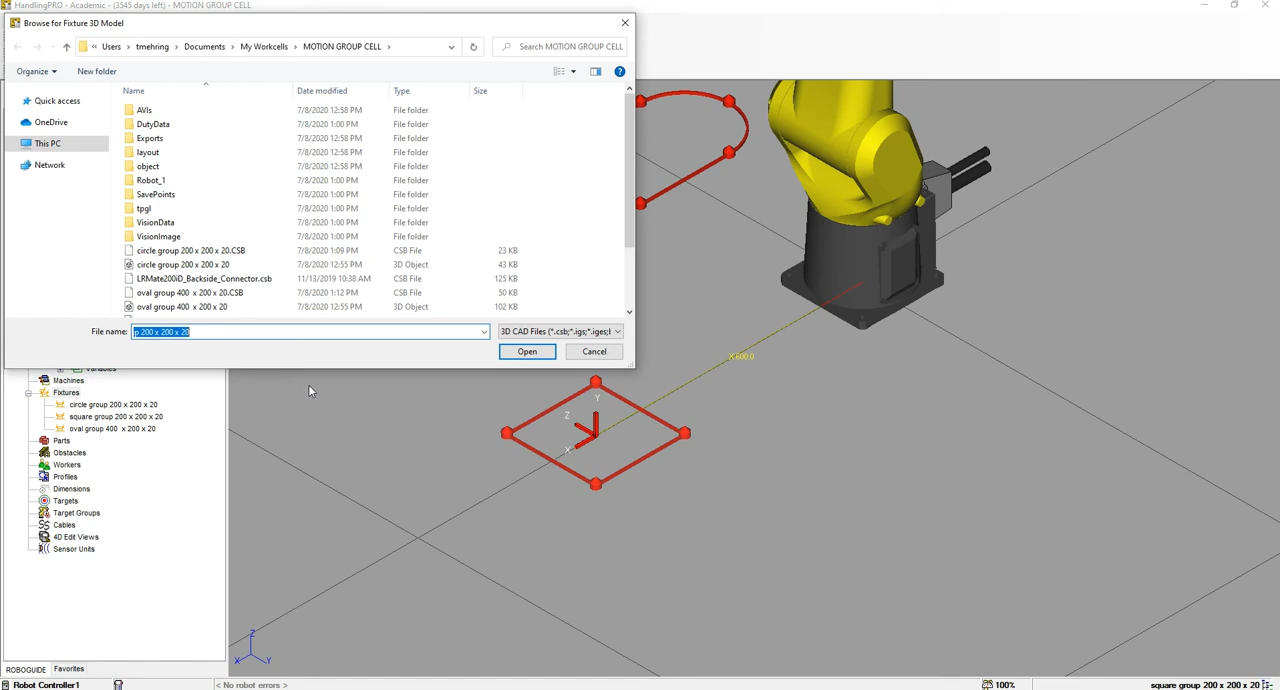 HandlingPRO - Academic - (3545 days left) - MOTION GROUP CELL
Browse for Fixture 3D Model
« Users › tmehring › Documents › My Workcells › MOTION GROUP CELL ›
Search MOTION GROUP CELL
Organize
New folder
Name Date modified Type Size
Quick access
OneDrive
This PC
Network
AVIs 7/8/2020 12:58 PM File folder
DutyData 7/8/2020 1:00 PM File folder
Exports 7/8/2020 12:58 PM File folder
layout 7/8/2020 12:58 PM File folder
object 7/8/2020 12:58 PM File folder
Robot_1 7/8/2020 1:00 PM File folder
SavePoints 7/8/2020 1:00 PM File folder
tpgl 7/8/2020 1:00 PM File folder
VisionData 7/8/2020 1:00 PM File folder
VisionImage 7/8/2020 1:00 PM File folder
circle group 200 x 200 x 20.CSB 7/8/2020 1:09 PM CSB File 23 KB
circle group 200 x 200 x 20 7/8/2020 12:55 PM 3D Object 43 KB
LRMate200iD_Backside_Connector.csb 11/13/2019 10:38 AM CSB File 125 KB
oval group 400 x 200 x 20.CSB 7/8/2020 1:12 PM CSB File 50 KB
oval group 400 x 200 x 20 7/8/2020 12:55 PM 3D Object 102 KB
File name: p 200 x 200 x 20
3D CAD Files (*.csb;*.igs;*.iges;
Open
Cancel
Variables
Machines
Fixtures
circle group 200 x 200 x 20
square group 200 x 200 x 20
oval group 400 x 200 x 20
Parts
Obstacles
Workers
Profiles
Dimensions
Targets
Target Groups
Cables
4D Edit Views
Sensor Units
X:600.0
Y
Z
X
Z
X
Y
ROBOGUIDE
Favorites
Robot Controller1
< No robot errors >
100%
square group 200 x 200 x 20